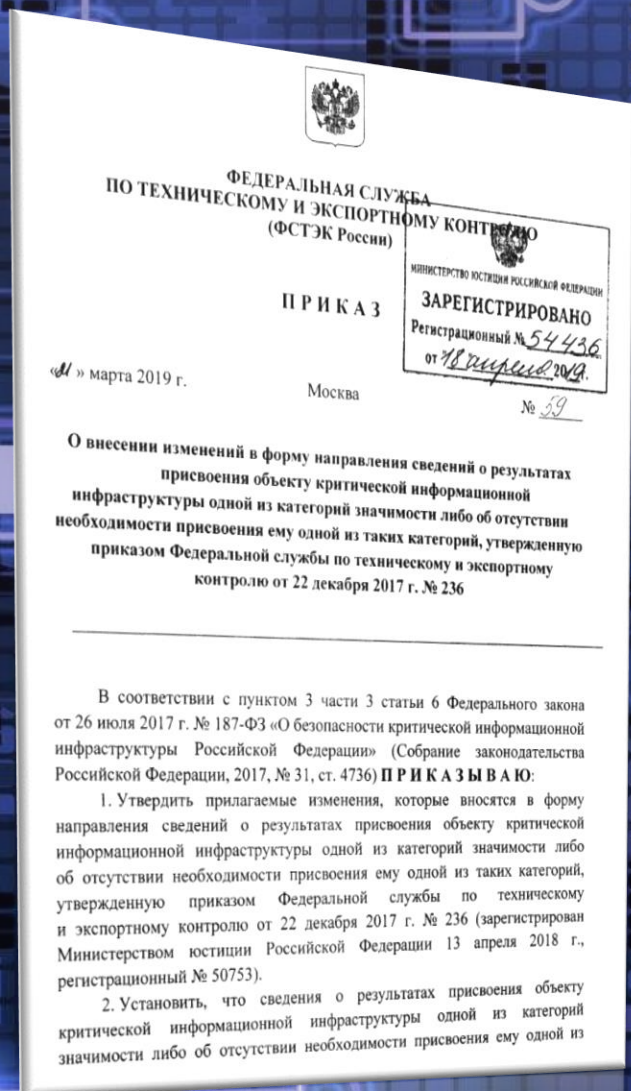 ФЕДЕРАЛЬНАЯ СЛУЖБА
ПО ТЕХНИЧЕСКОМУ И ЭКСПОРТНОМУ КОНТРОЛЮ
(ФСТЭК России)
МИНИСТЕРСТВО ЮСТИЦИИ РОССИЙСКОЙ ФЕДЕРАЦИИ
ЗАРЕГИСТРИРОВАНО
Регистрационный № 54436
от 18 апреля 2019.
П Р И К А З
«21» марта 2019 г.
Москва
№ 59
О внесении изменений в форму направления сведений о результатах
присвоения объекту критической информационной
инфраструктуры одной из категорий значимости либо об отсутствии
необходимости присвоения ему одной из таких категорий, утвержденную
приказом Федеральной службы по техническому и экспортному
контролю от 22 декабря 2017 г. № 236
В соответствии с пунктом 3 части 3 статьи 6 Федерального закона
от 26 июля 2017 г. № 187-ФЗ «О безопасности критической информационной
инфраструктуры Российской Федерации» (Собрание законодательства
Российской Федерации, 2017, № 31, ст. 4736) П Р И К А З Ы В А Ю:
1. Утвердить прилагаемые изменения, которые вносятся в форму
направления сведений о результатах присвоения объекту критической
информационной инфраструктуры одной из категорий значимости либо
об отсутствии необходимости присвоения ему одной из таких категорий,
утвержденную приказом Федеральной службы по техническому
и экспортному контролю от 22 декабря 2017 г. № 236 (зарегистрирован
Министерством юстиции Российской Федерации 13 апреля 2018 г.,
регистрационный № 50753).
2. Установить, что сведения о результатах присвоения объекту
критической информационной инфраструктуры одной из категорий
значимости либо об отсутствии необходимости присвоения ему одной из